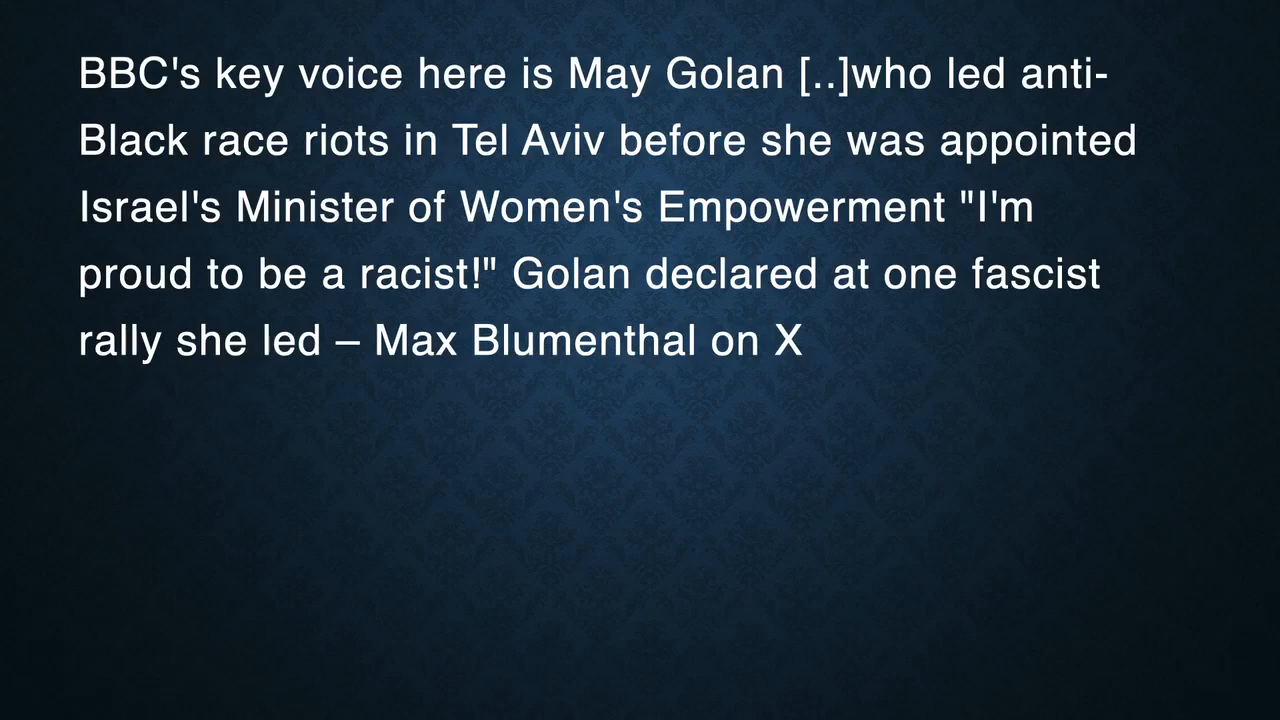 BBC's key voice here is May Golan [..]who led anti-
Black race riots in Tel Aviv before she was appointed
Israel's Minister of Women's Empowerment "I'm
proud to be a racist!" Golan declared at one fascist
rally she led – Max Blumenthal on X